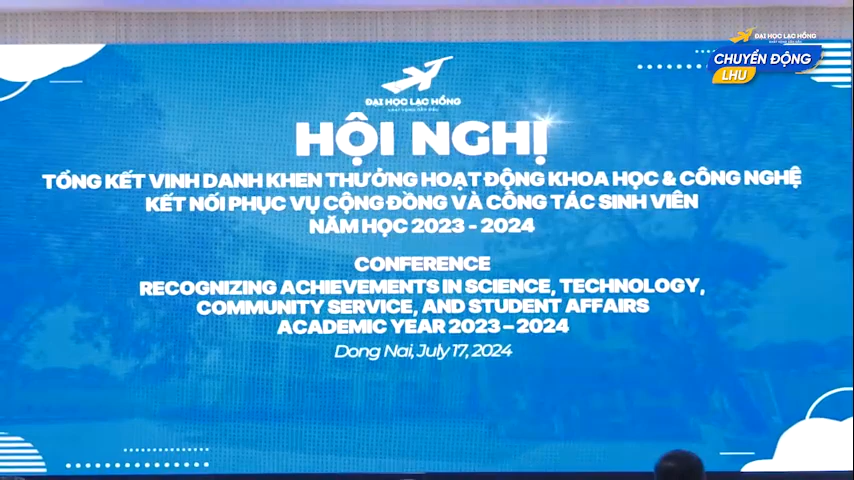 ĐẠI HỌC LẠC HỒNG
CHUYỂN ĐỘNG
LHU
ĐẠI HỌC LẠC HỒNG
HỘI NGHỊ
TỔNG KẾT VINH DANH KHEN THƯỞNG HOẠT ĐỘNG KHOA HỌC & CÔNG NGHỆ
KẾT NỐI PHỤC VỤ CỘNG ĐỒNG VÀ CÔNG TÁC SINH VIÊN
NĂM HỌC 2023 - 2024
CONFERENCE
RECOGNIZING ACHIEVEMENTS IN SCIENCE, TECHNOLOGY,
COMMUNITY SERVICE, AND STUDENT AFFAIRS
ACADEMIC YEAR 2023 – 2024
Dong Nai, July 17, 2024